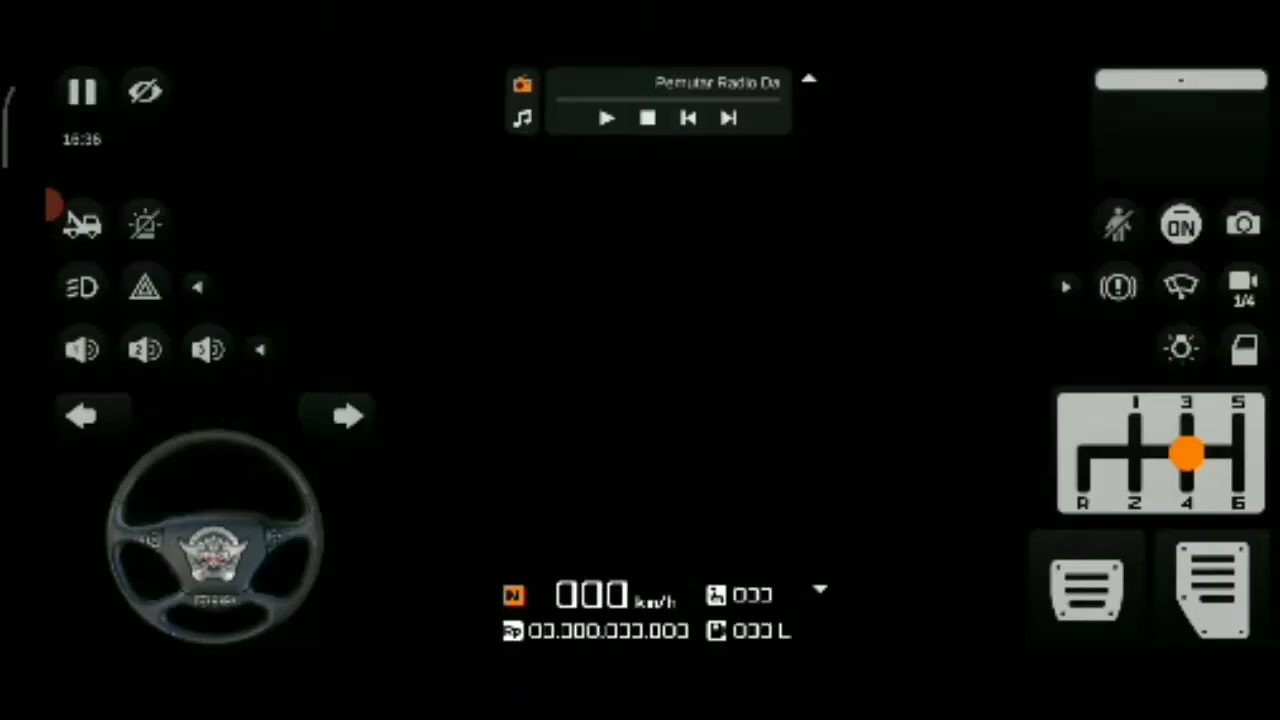 Pemutar Radio Da
16:36
ON
1/4
1 3 5
R 2 4 6
N 000 km/h 000
Rp 00.000.000.000 000 L